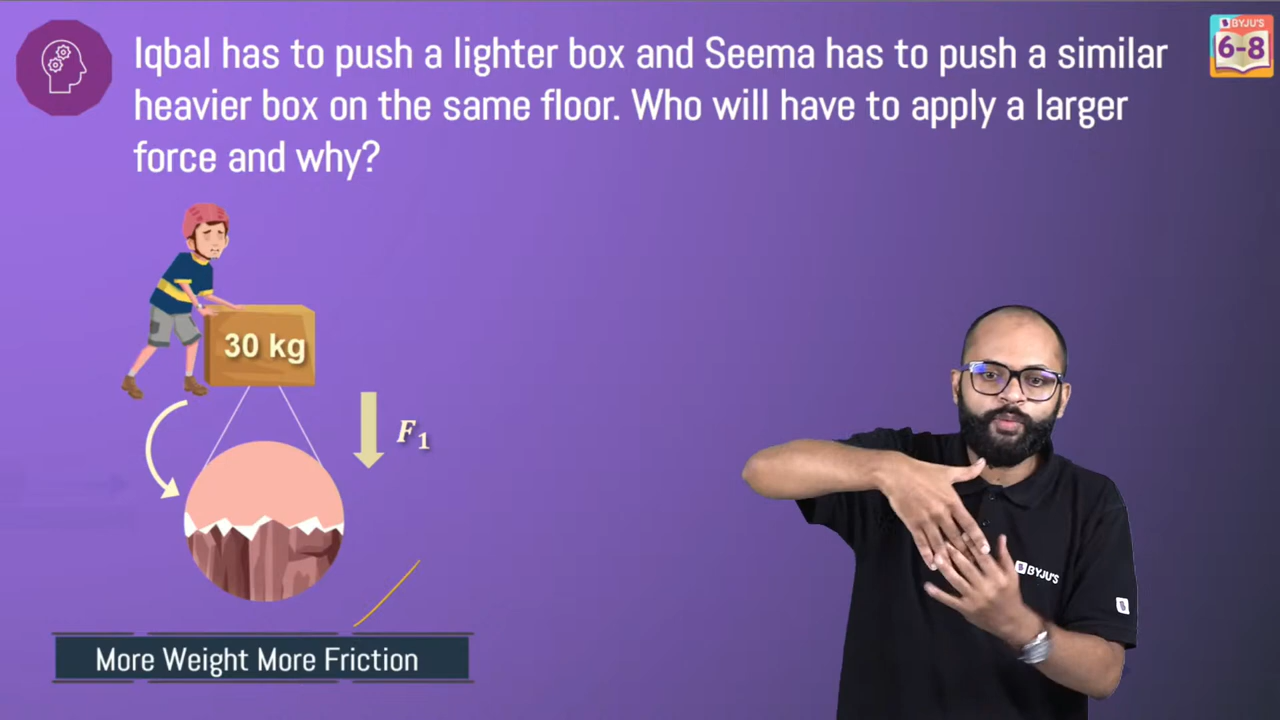 Iqbal has to push a lighter box and Seema has to push a similar
heavier box on the same floor. Who will have to apply a larger
force and why?
BYJU'S
6-8
30 kg
F₁
BYJU'S
More Weight More Friction